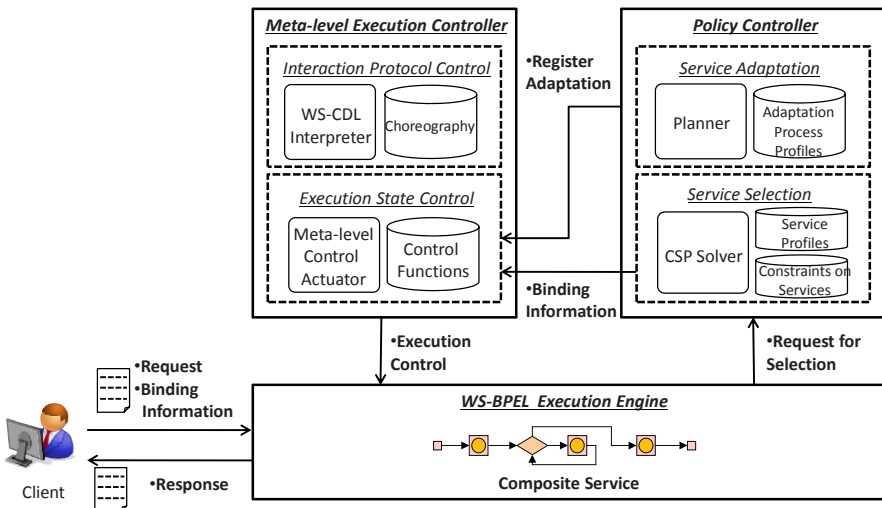 Meta-level Execution Controller
Interaction Protocol Control
WS-CDL
Interpreter
Choreography
Execution State Control
Meta-level
Control
Actuator
Control
Functions
•Register
Adaptation
•Binding
Information
Policy Controller
Service Adaptation
Planner
Adaptation
Process
Profiles
Service Selection
CSP Solver
Service
Profiles
Constraints on
Services
•Execution
Control
•Request for
Selection
•Request
•Binding
Information
WS-BPEL Execution Engine
Composite Service
•Response
Client